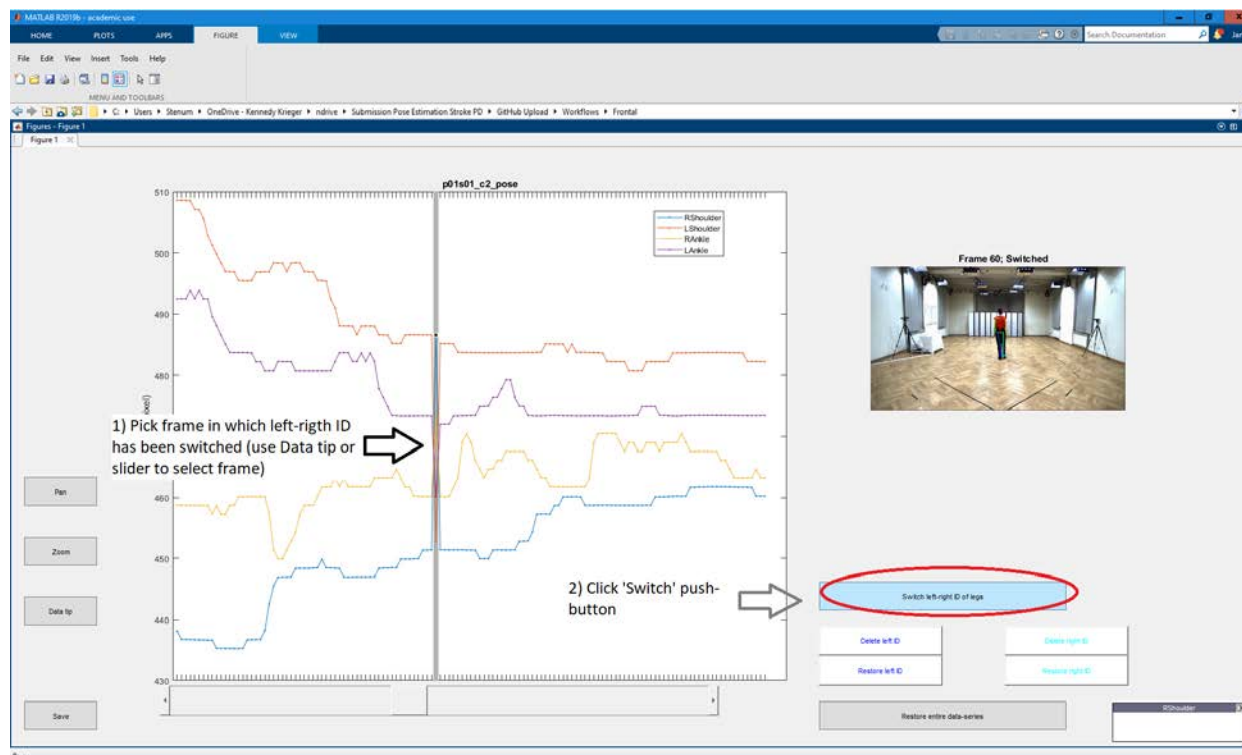 MATLAB R2019b - academic use
HOME PLOTS APPS FIGURE VIEW
Search Documentation
Jan
File Edit View Insert Tools Help
MENU AND TOOLBARS
C: Users Stenum OneDrive - Kennedy Krieger ndrive Submission Pose Estimation Stroke PD GitHub Upload Workflows Frontal
Figures - Figure 1
Figure 1
p01s01_c2_pose
510
500
490
480
460
450
440
430
RShoulder
LShoulder
RAnkle
LAnkle
1) Pick frame in which left-rigth ID
has been switched (use Data tip or
slider to select frame)
Frame 60; Switched
Pan
Zoom
Data tip
Save
2) Click 'Switch' push-
button
Switch left-right ID of legs
Delete left ID
Delete right ID
Restore left ID
Restore right ID
Restore entire data-series
RShoulder